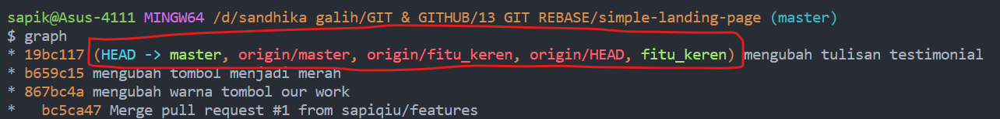 sapik@Asus-4111 MINGW64 /d/sandhika galih/GIT & GITHUB/13 GIT REBASE/simple-landing-page (master)
$ graph
* 19bc117 (HEAD -> master, origin/master, origin/fitu_keren, origin/HEAD, fitu_keren) mengubah tulisan testimonial
* b659c15 mengubah tombol menjadi merah
* 867bc4a mengubah warna tombol our work
*   bc5ca47 Merge pull request #1 from sapiqiu/features